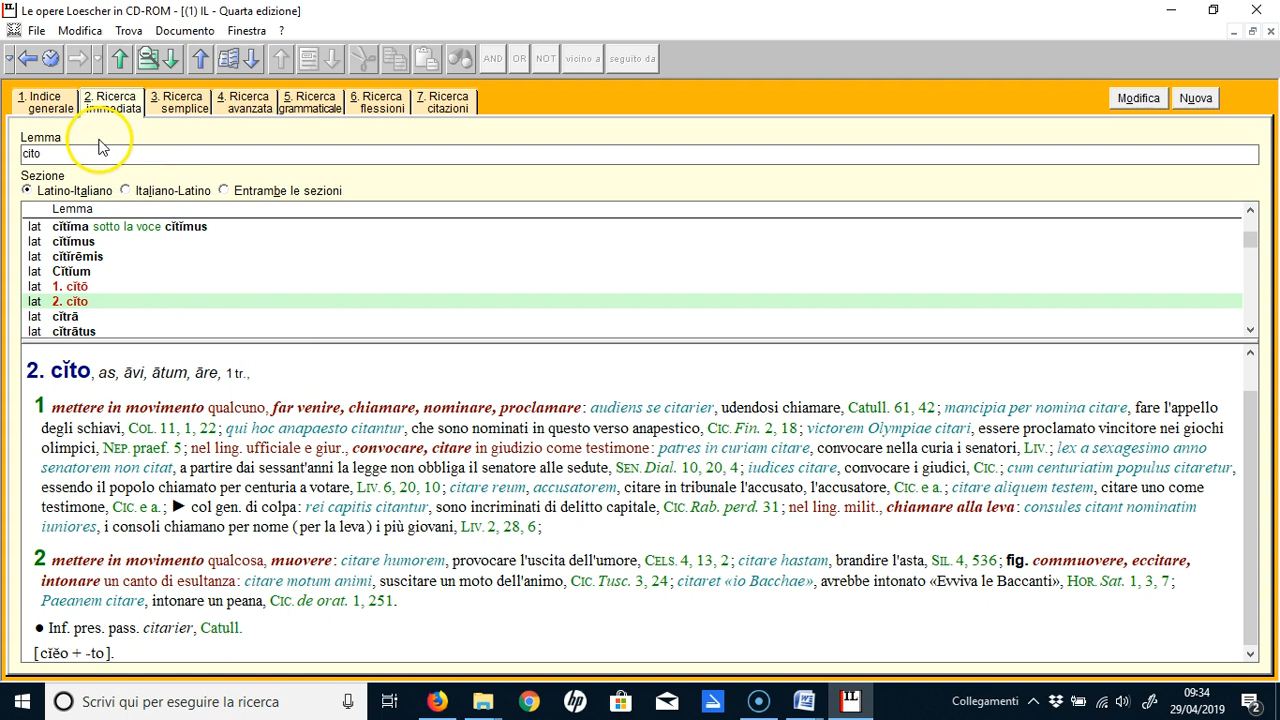 Le opere Loescher in CD-ROM - [(1) IL - Quarta edizione]
File Modifica Trova Documento Finestra ?
AND OR NOT vicino a seguito da
1. Indice generale 2. Ricerca immediata 3. Ricerca semplice 4. Ricerca avanzata 5. Ricerca grammaticale 6. Ricerca flessioni 7. Ricerca citazioni Modifica Nuova
Lemma
cito
Sezione
Latino-Italiano Italiano-Latino Entrambe le sezioni
Lemma
lat cĭtĭma sotto la voce cĭtĭmus
lat cĭtĭmus
lat cĭtĭrēmis
lat Cĭtĭum
lat 1. cĭtō
lat 2. cĭto
lat cĭtrā
lat cĭtrātus
2. cĭto, as, āvi, ātum, āre, 1 tr.,
1 mettere in movimento qualcuno, far venire, chiamare, nominare, proclamare: audiens se citarier, udendosi chiamare, Catull. 61, 42; mancipia per nomina citare, fare l'appello
degli schiavi, Col. 11, 1, 22; qui hoc anapaesto citantur, che sono nominati in questo verso anapestico, Cic. Fin. 2, 18; victorem Olympiae citari, essere proclamato vincitore nei giochi
olimpici, Nep. praef. 5; nel ling. ufficiale e giur., convocare, citare in giudizio come testimone: patres in curiam citare, convocare nella curia i senatori, Liv.; lex a sexagesimo anno
senatorem non citat, a partire dai sessant'anni la legge non obbliga il senatore alle sedute, Sen. Dial. 10, 20, 4; iudices citare, convocare i giudici, Cic.; cum centuriatim populus citaretur,
essendo il popolo chiamato per centuria a votare, Liv. 6, 20, 10; citare reum, accusatorem, citare in tribunale l'accusato, l'accusatore, Cic. e a.; citare aliquem testem, citare uno come
testimone, Cic. e a.; ► col gen. di colpa: rei capitis citantur, sono incriminati di delitto capitale, Cic. Rab. perd. 31; nel ling. milit., chiamare alla leva: consules citant nominatim
iuniores, i consoli chiamano per nome (per la leva) i più giovani, Liv. 2, 28, 6;
2 mettere in movimento qualcosa, muovere: citare humorem, provocare l'uscita dell'umore, Cels. 4, 13, 2; citare hastam, brandire l'asta, Sil. 4, 536; fig. commuovere, eccitare,
intonare un canto di esultanza: citare motum animi, suscitare un moto dell'animo, Cic. Tusc. 3, 24; citaret «io Bacchae», avrebbe intonato «Evviva le Baccanti», Hor. Sat. 1, 3, 7;
Paeanem citare, intonare un peana, Cic. de orat. 1, 251.
● Inf. pres. pass. citarier, Catull.
[cĭĕo + -to].
Scrivi qui per eseguire la ricerca Collegamenti 09:34
29/04/2019